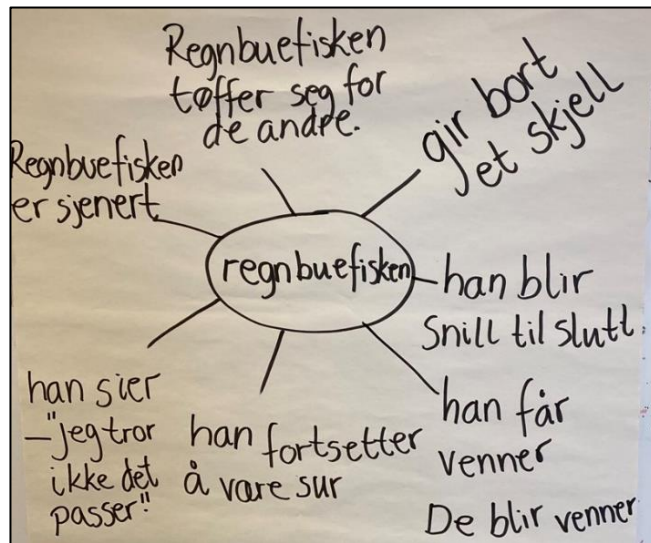 Regnbuefisken
tøffer seg for
de andre.
gir bort
et skjell
Regnbuefisken
er sjenert
regnbuefisken
han blir
snill til slutt
han sier
-"jeg tror
ikke det
passer"
han fortsetter
å vare sur
han får
venner
De blir venner